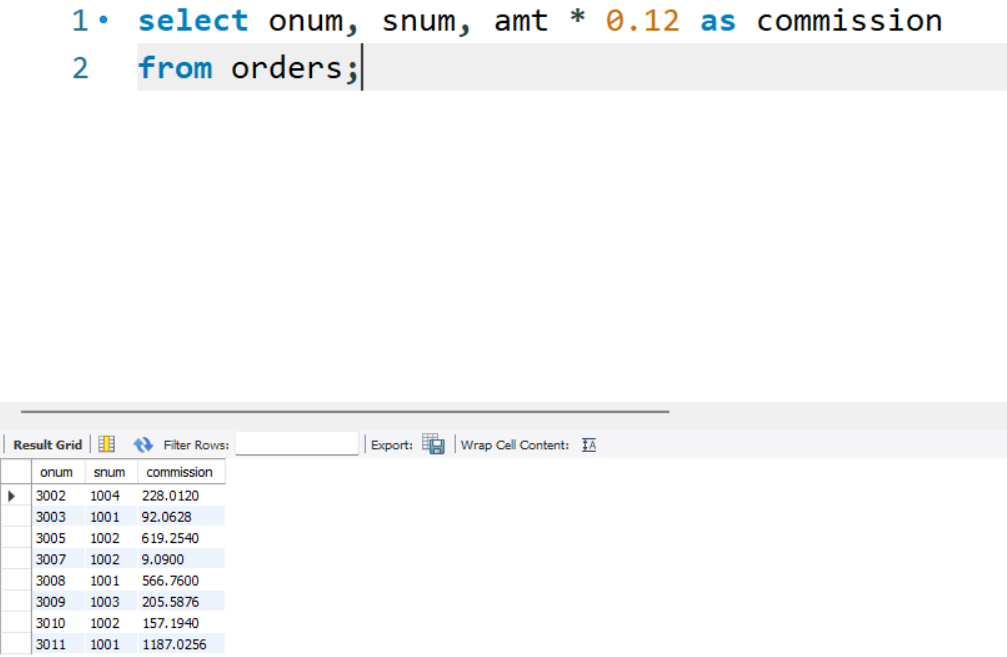 1 select onum, snum, amt * 0.12 as commission
2 from orders;
Result Grid Filter Rows: Export: Wrap Cell Content: IA
onum snum commission
3002 1004 228.0120
3003 1001 92.0628
3005 1002 619.2540
3007 1002 9.0900
3008 1001 566.7600
3009 1003 205.5876
3010 1002 157.1940
3011 1001 1187.0256